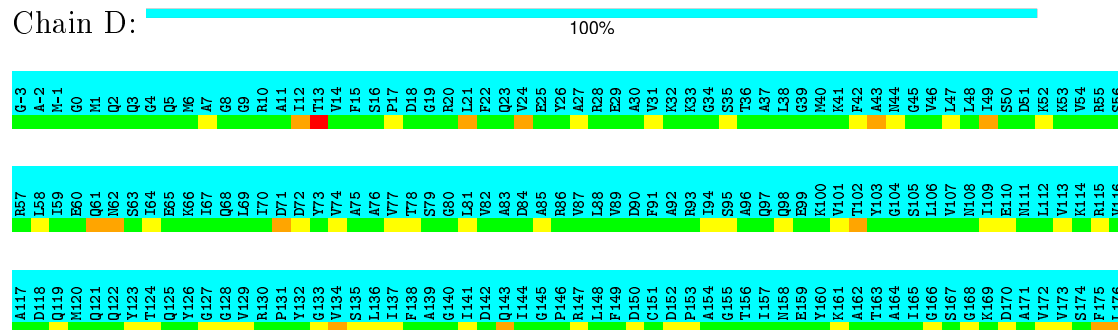 Chain D:
100%
G-3 A-2 M-1 G0 M1 Q2 Q3 G4 Q5 M6 A7 G8 G9 R10 A11 I12 T13 V14 F15 S16 P17 D18 G19 R20 L21 F22 Q23 V24 E25 Y26 A27 R28 E29 A30 V31 K32 K33 G34 S35 T36 A37 L38 G39 M40 K41 F42 A43 N44 G45 V46 L47 L48 I49 S50 D51 K52 K53 V54 R55 S56
R57 L58 I59 E60 Q61 N62 S63 I64 E65 K66 I67 Q68 L69 I70 D71 D72 Y73 V74 A75 A76 V77 T78 S79 G80 L81 V82 A83 D84 A85 R86 V87 L88 V89 D90 F91 A92 R93 I94 S95 A96 Q97 Q98 E99 K100 V101 T102 Y103 G104 S105 L106 V107 N108 I109 E110 N111 L112 V113 K114 R115 V116
A117 D118 Q119 M120 Q121 Q122 Y123 T124 Q125 Y126 G127 G128 V129 R130 P131 Y132 G133 V134 S135 L136 I137 F138 A139 G140 I141 D142 Q143 I144 G145 P146 R147 L148 F149 D150 C151 D152 P153 A154 G155 T156 I157 N158 E159 Y160 K161 A162 T163 A164 I165 G166 S167 G168 K169 D170 A171 V172 V173 S174 F175